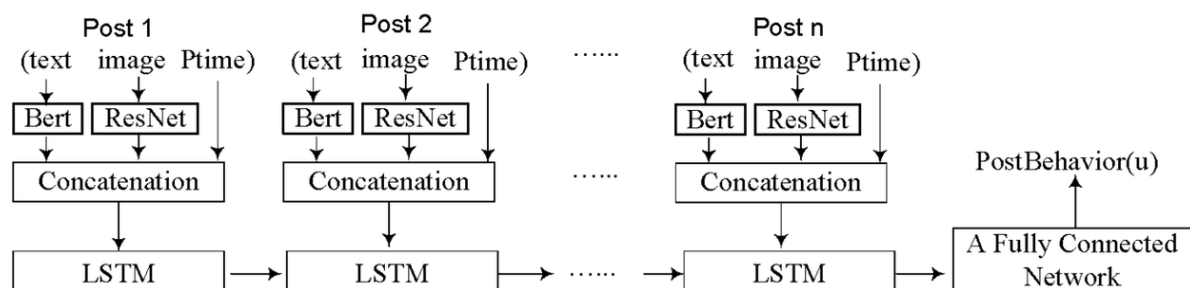 Post 1 Post 2 Post n
(text image Ptime) (text image Ptime) ...... (text image Ptime)
Bert ResNet Bert ResNet Bert ResNet
Concatenation Concatenation ...... Concatenation
PostBehavior(u)
LSTM LSTM ...... LSTM
A Fully Connected
Network